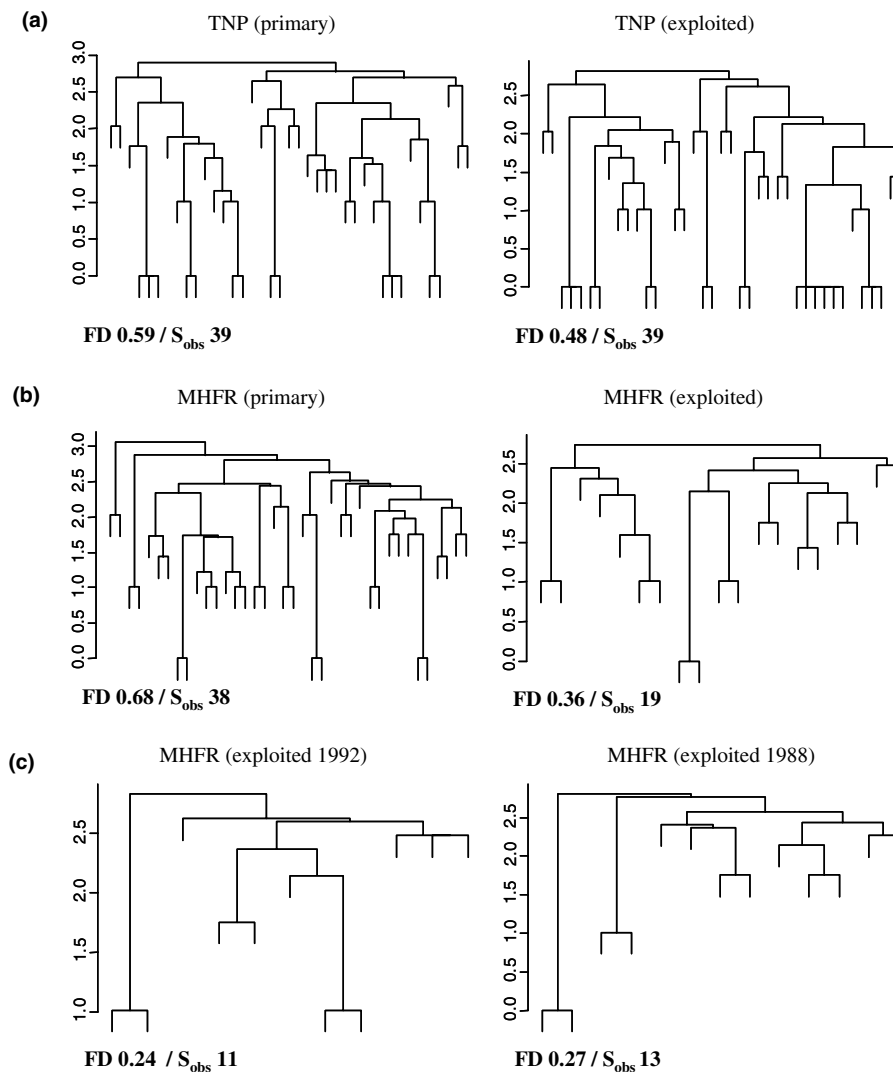 (a)
TNP (primary)
3.0
2.5
2.0
1.5
1.0
0.5
0.0
FD 0.59 / Sobs 39
TNP (exploited)
2.5
2.0
1.5
1.0
0.5
0.0
FD 0.48 / Sobs 39
(b)
MHFR (primary)
3.0
2.5
2.0
1.5
1.0
0.5
0.0
FD 0.68 / Sobs 38
MHFR (exploited)
2.5
2.0
1.5
1.0
0.5
0.0
FD 0.36 / Sobs 19
(c)
MHFR (exploited 1992)
2.5
2.0
1.5
1.0
FD 0.24 / Sobs 11
MHFR (exploited 1988)
2.5
2.0
1.5
1.0
0.5
0.0
FD 0.27 / Sobs 13